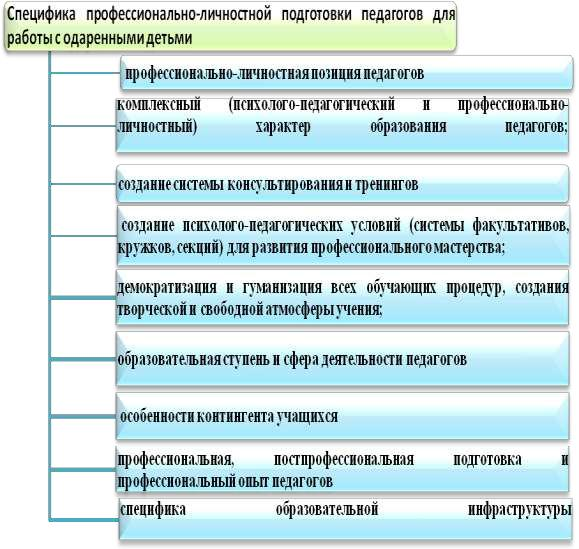 Специфика профессионально-личностной подготовки педагогов для
работы с одаренными детьми
профессионально-личностная позиция педагогов
комплексный (психолого-педагогический и профессионально-
личностный) характер образования педагогов;
создание системы консультирования и тренингов
создание психолого-педагогических условий (системы факультативов,
кружков, секций) для развития профессионального мастерства;
демократизация и гуманизация всех обучающих процедур, создания
творческой и свободной атмосферы учения;
образовательная ступень и сфера деятельности педагогов
особенности контингента учащихся
профессиональная, постпрофессиональная подготовка и
профессиональный опыт педагогов
специфика образовательной инфраструктуры